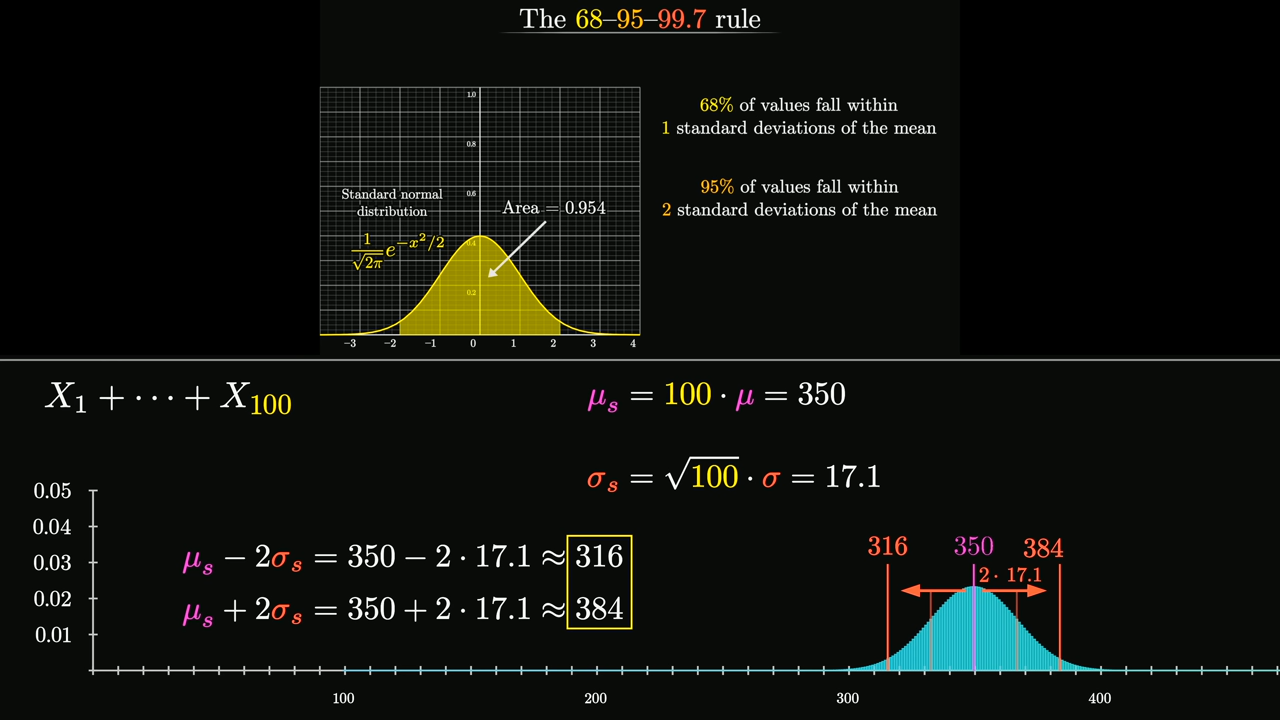 The 68–95–99.7 rule
68% of values fall within
1 standard deviations of the mean
95% of values fall within
2 standard deviations of the mean
1.0
0.8
0.6
0.4
0.2
Standard normal
distribution
Area = 0.954
1/√2π e^−x²/2
−3 −2 −1 0 1 2 3 4
X₁ + ⋯ + X₁₀₀
μₛ = 100 · μ = 350
σₛ = √100 · σ = 17.1
0.05
0.04
0.03
0.02
0.01
μₛ − 2σₛ = 350 − 2 · 17.1 ≈ 316
μₛ + 2σₛ = 350 + 2 · 17.1 ≈ 384
316 350 384
2 · 17.1
100 200 300 400